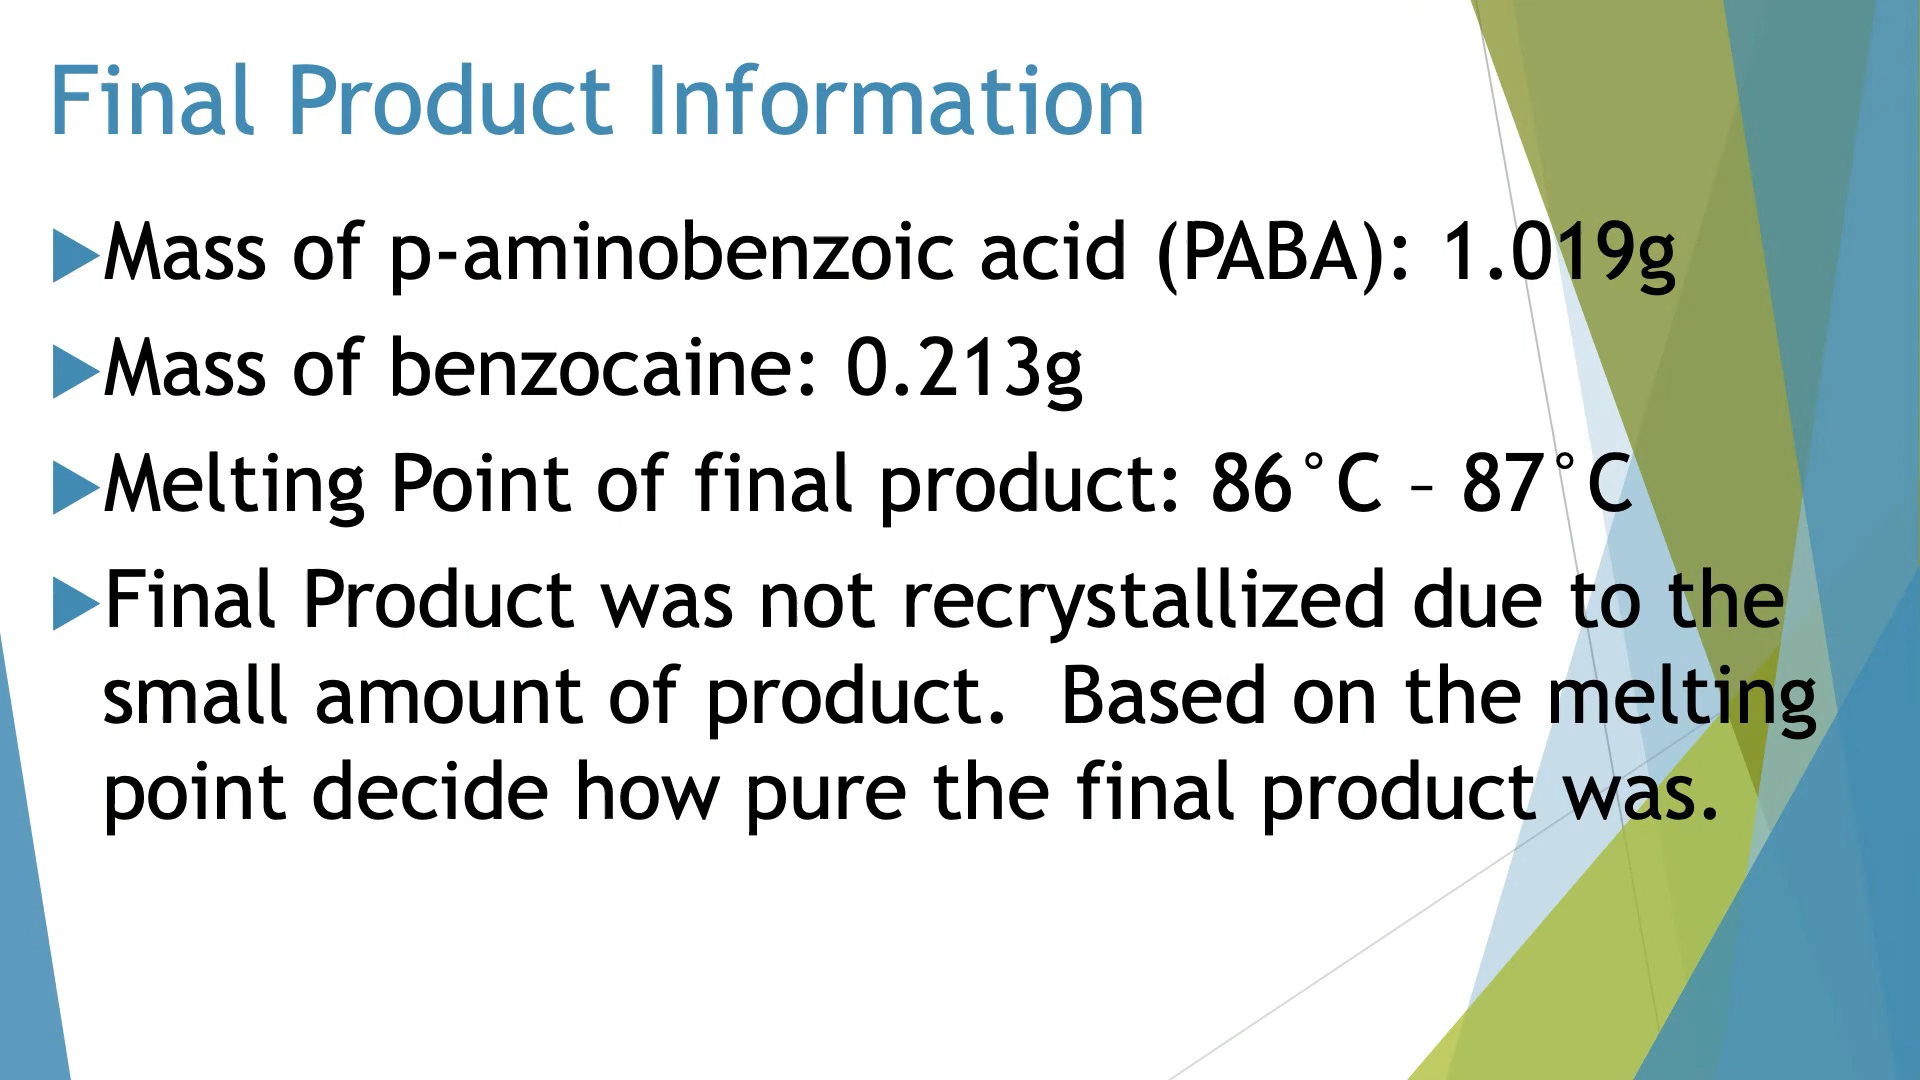 Final Product Information
Mass of p-aminobenzoic acid (PABA): 1.019g
Mass of benzocaine: 0.213g
Melting Point of final product: 86°C – 87°C
Final Product was not recrystallized due to the
small amount of product.  Based on the melting
point decide how pure the final product was.